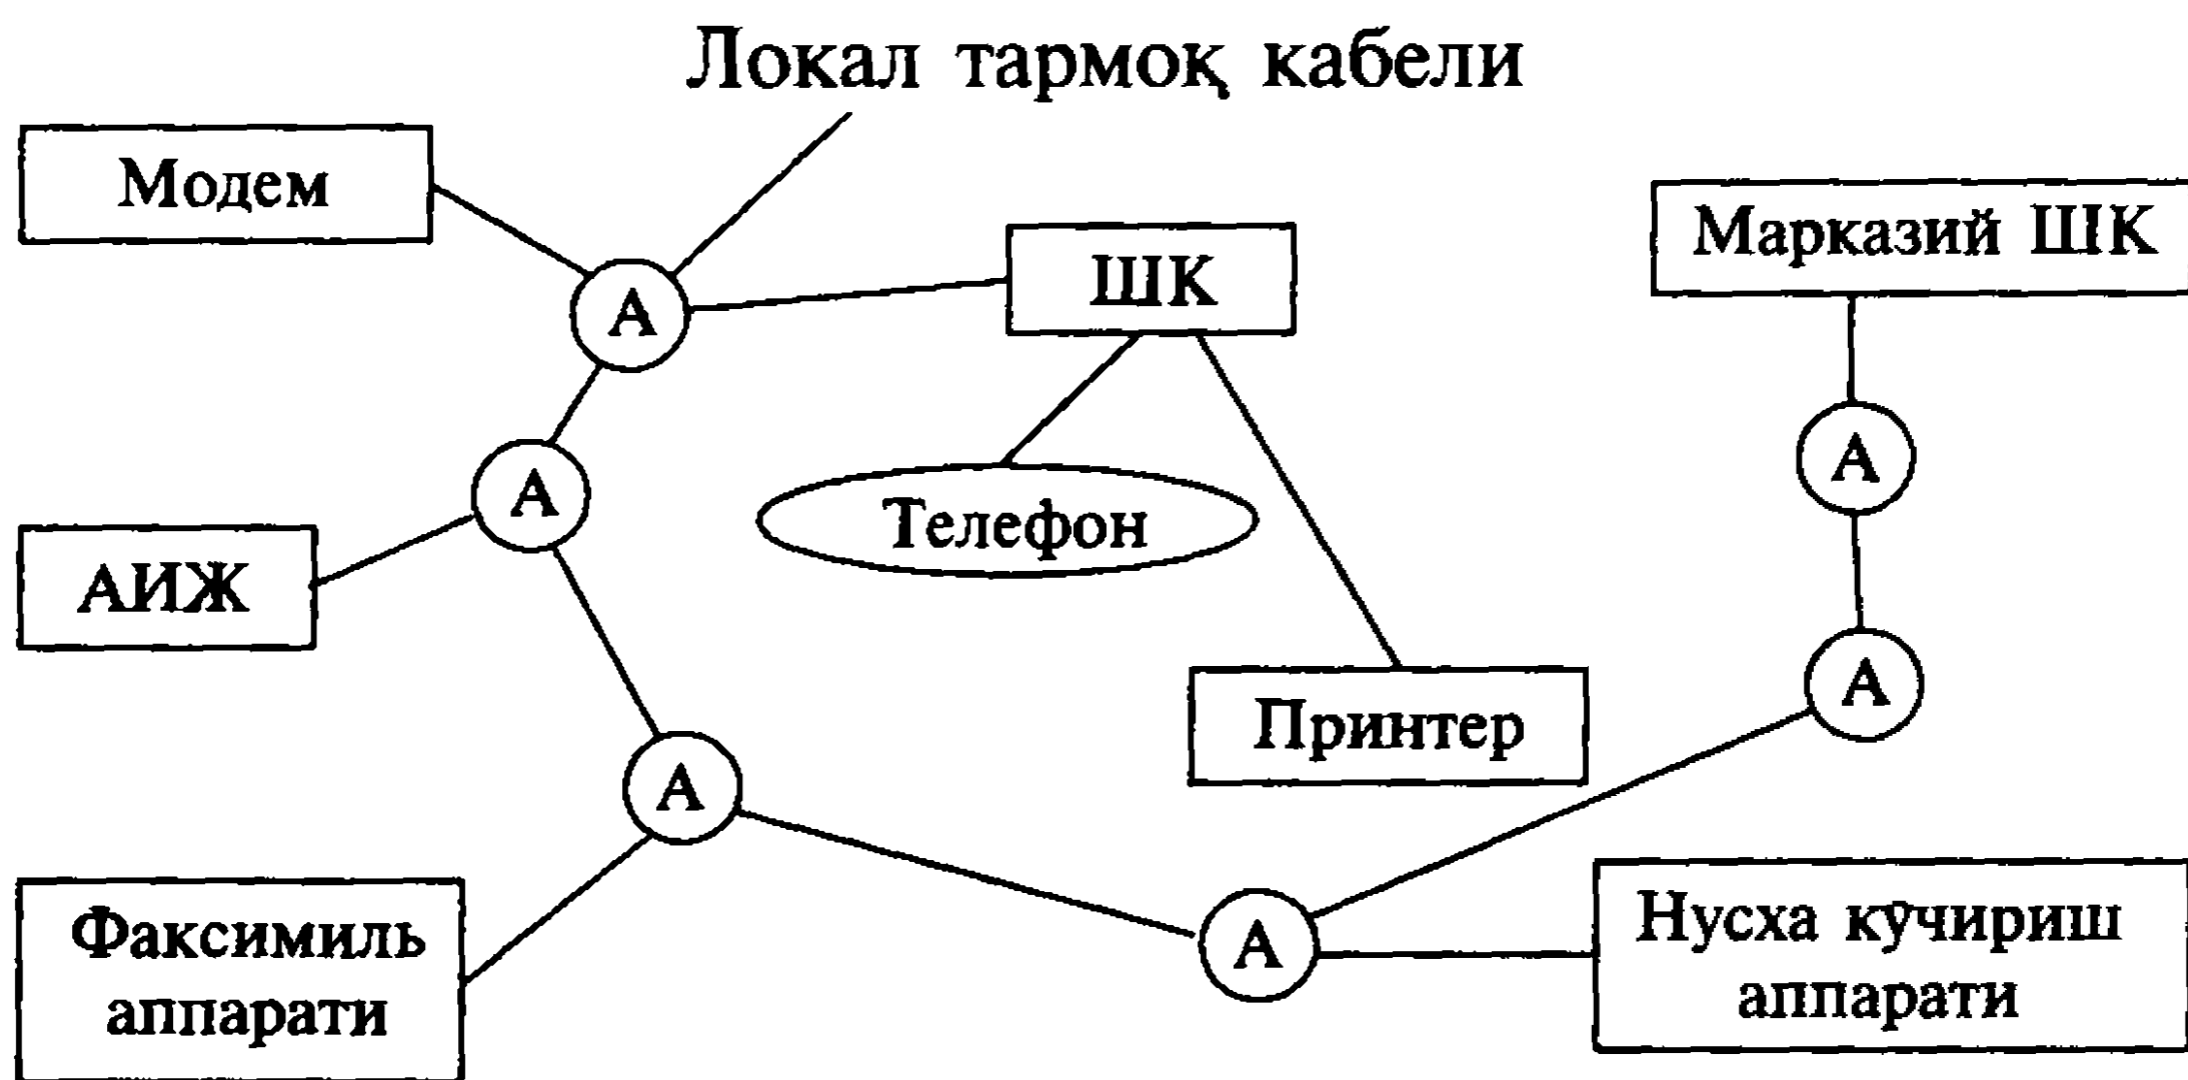 Локал тармоқ кабели
Модем
Марказий ШК
ШК
А
А
А
Телефон
АИЖ
А
Принтер
А
Факсимиль
аппарати
А
Нусха кўчириш
аппарати